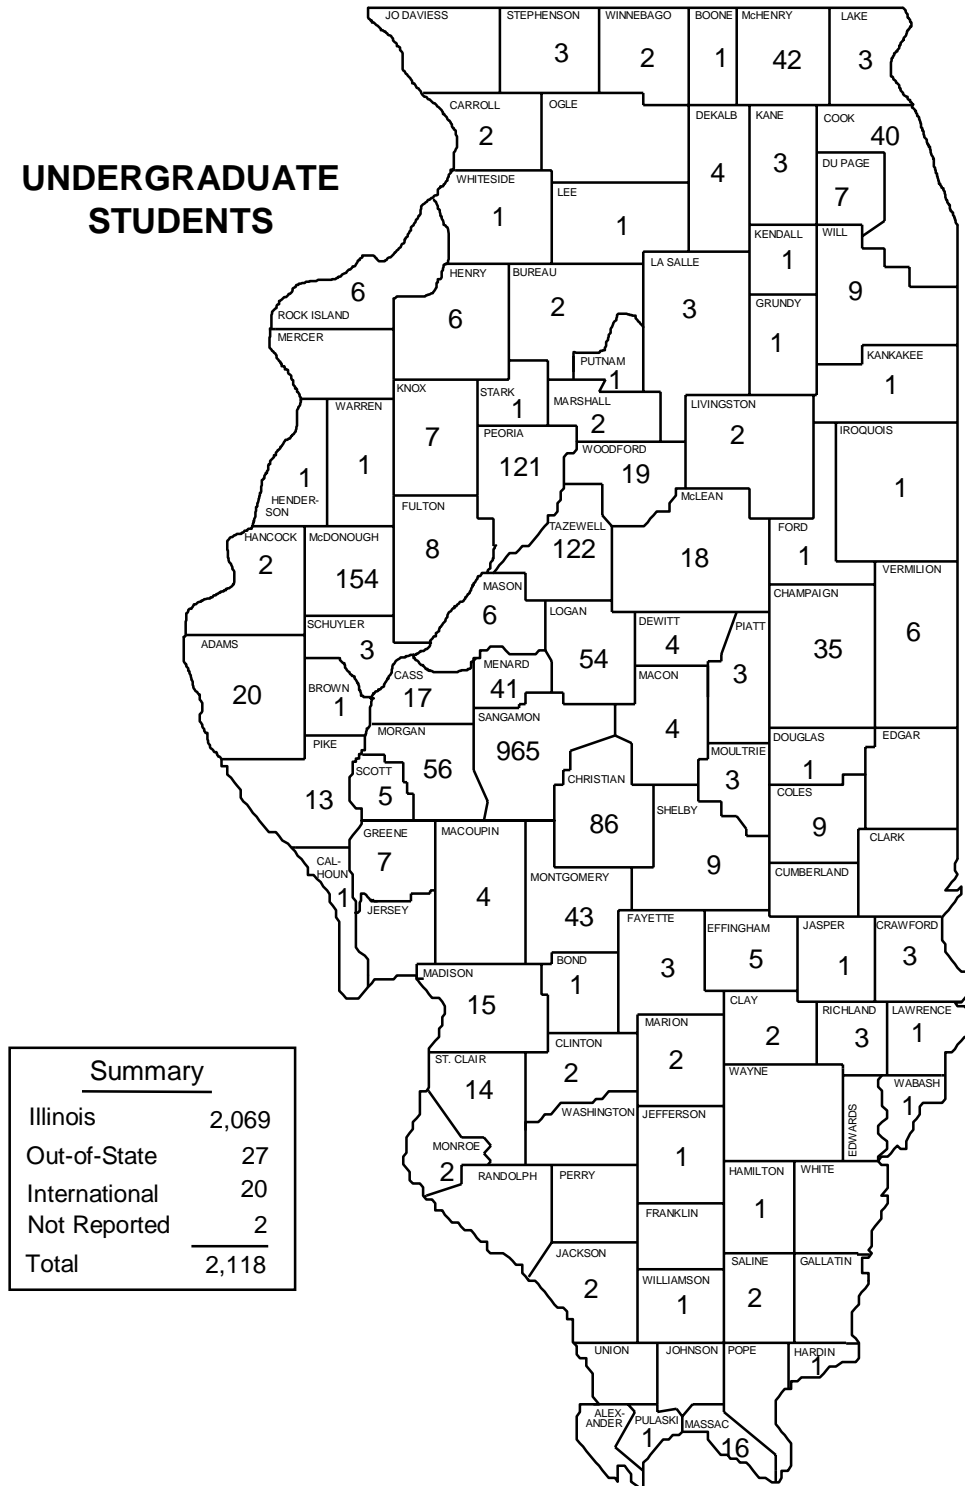 JO DAVIESS
STEPHENSON
3
WINNEBAGO
2
BOONE
1
McHENRY
42
LAKE
3
CARROLL
2
OGLE
DEKALB
4
KANE
3
COOK
40
DU PAGE
7
UNDERGRADUATE
STUDENTS
WHITESIDE
1
LEE
1
KENDALL
1
WILL
9
ROCK ISLAND
6
HENRY
6
BUREAU
2
LA SALLE
3
GRUNDY
1
MERCER
PUTNAM
1
KANKAKEE
1
KNOX
7
STARK
1
MARSHALL
2
LIVINGSTON
2
HENDER-
SON
1
WARREN
1
PEORIA
121
WOODFORD
19
IROQUOIS
1
FULTON
8
McLEAN
18
HANCOCK
2
McDONOUGH
154
TAZEWELL
122
FORD
1
VERMILION
6
MASON
6
CHAMPAIGN
35
LOGAN
54
DEWITT
4
PIATT
3
SCHUYLER
3
ADAMS
20
BROWN
1
CASS
17
MENARD
41
MACON
4
SANGAMON
965
MORGAN
56
PIKE
13
SCOTT
5
CHRISTIAN
86
MOULTRIE
3
DOUGLAS
1
EDGAR
COLES
9
SHELBY
9
GREENE
7
MACOUPIN
4
CLARK
CAL-
HOUN
1
MONTGOMERY
43
CUMBERLAND
JERSEY
FAYETTE
3
EFFINGHAM
5
JASPER
1
CRAWFORD
3
BOND
1
MADISON
15
CLAY
2
RICHLAND
3
LAWRENCE
1
MARION
2
CLINTON
2
ST. CLAIR
14
WAYNE
EDWARDS
WABASH
1
WASHINGTON
JEFFERSON
1
MONROE
2
RANDOLPH
PERRY
HAMILTON
1
WHITE
FRANKLIN
JACKSON
2
WILLIAMSON
1
SALINE
2
GALLATIN
UNION
JOHNSON
POPE
HARDIN
1
ALEX-
ANDER
PULASKI
1
MASSAC
16
Summary
Illinois 2,069
Out-of-State 27
International 20
Not Reported 2
Total 2,118